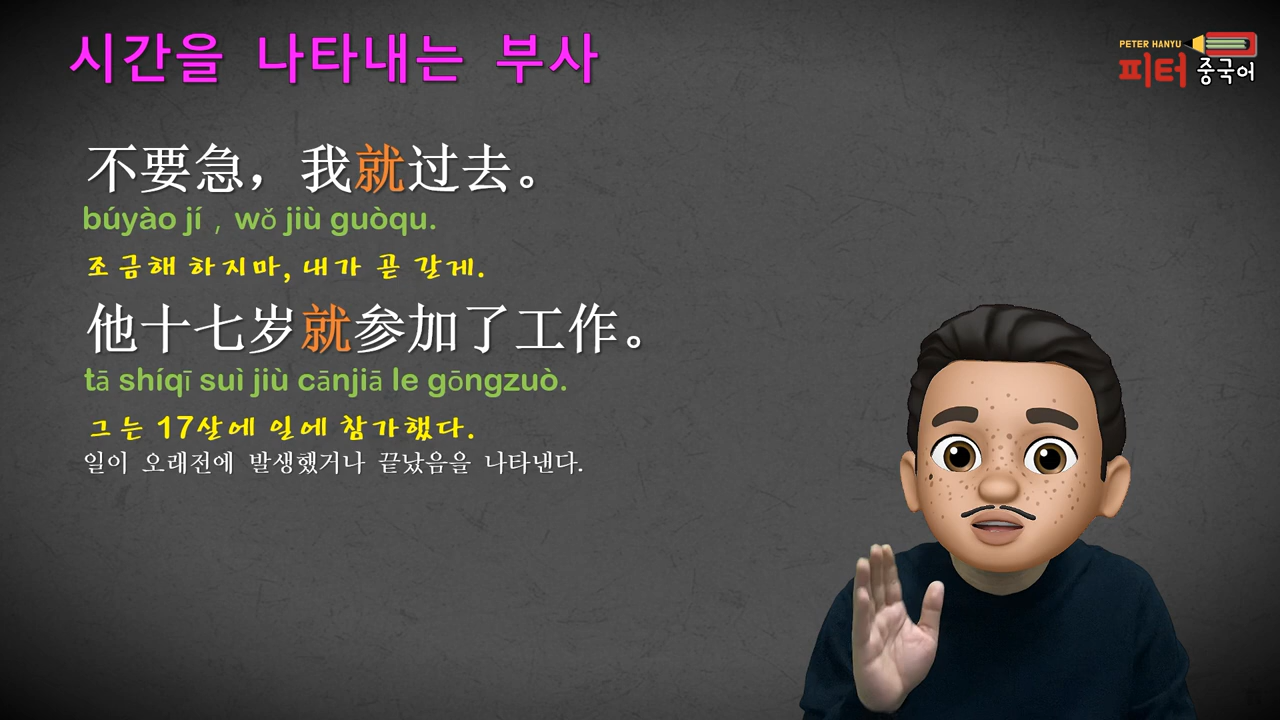 시간을 나타내는 부사
PETER HANYU
피터 중국어
不要急，我就过去。
búyào jí，wǒ jiù guòqu.
조급해 하지마, 내가 곧 갈게.
他十七岁就参加了工作。
tā shíqī suì jiù cānjiā le gōngzuò.
그는 17살에 일에 참가했다.
일이 오래전에 발생했거나 끝났음을 나타낸다.